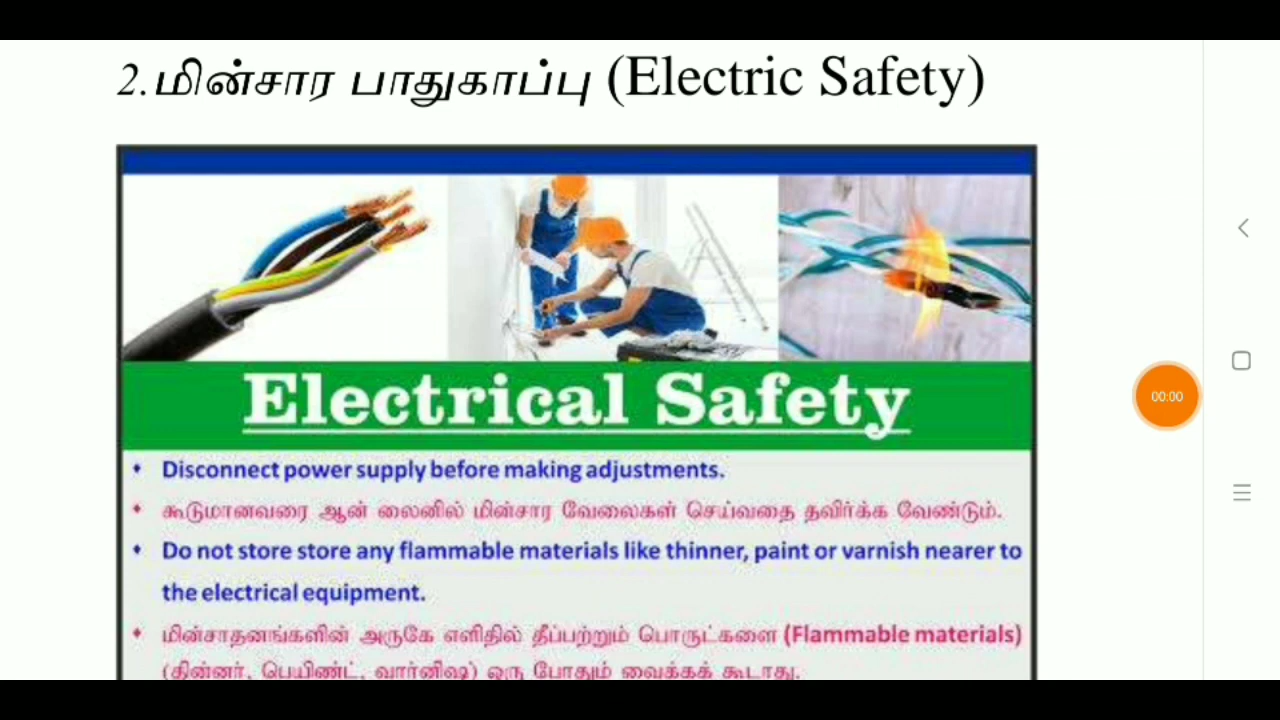 2. மின்சார பாதுகாப்பு (Electric Safety)
Electrical Safety
Disconnect power supply before making adjustments.
கூடுமானவரை ஆன் லைனில் மின்சார வேலைகள் செய்வதை தவிர்க்க வேண்டும்.
Do not store store any flammable materials like thinner, paint or varnish nearer to
the electrical equipment.
மின்சாதனங்களின் அருகே எளிதில் தீப்பற்றும் பொருட்களை (Flammable materials)
(தின்னர், பெயிண்ட், வார்னிஷ) ஒரு போதும் வைக்கக் கூடாது.
00:00